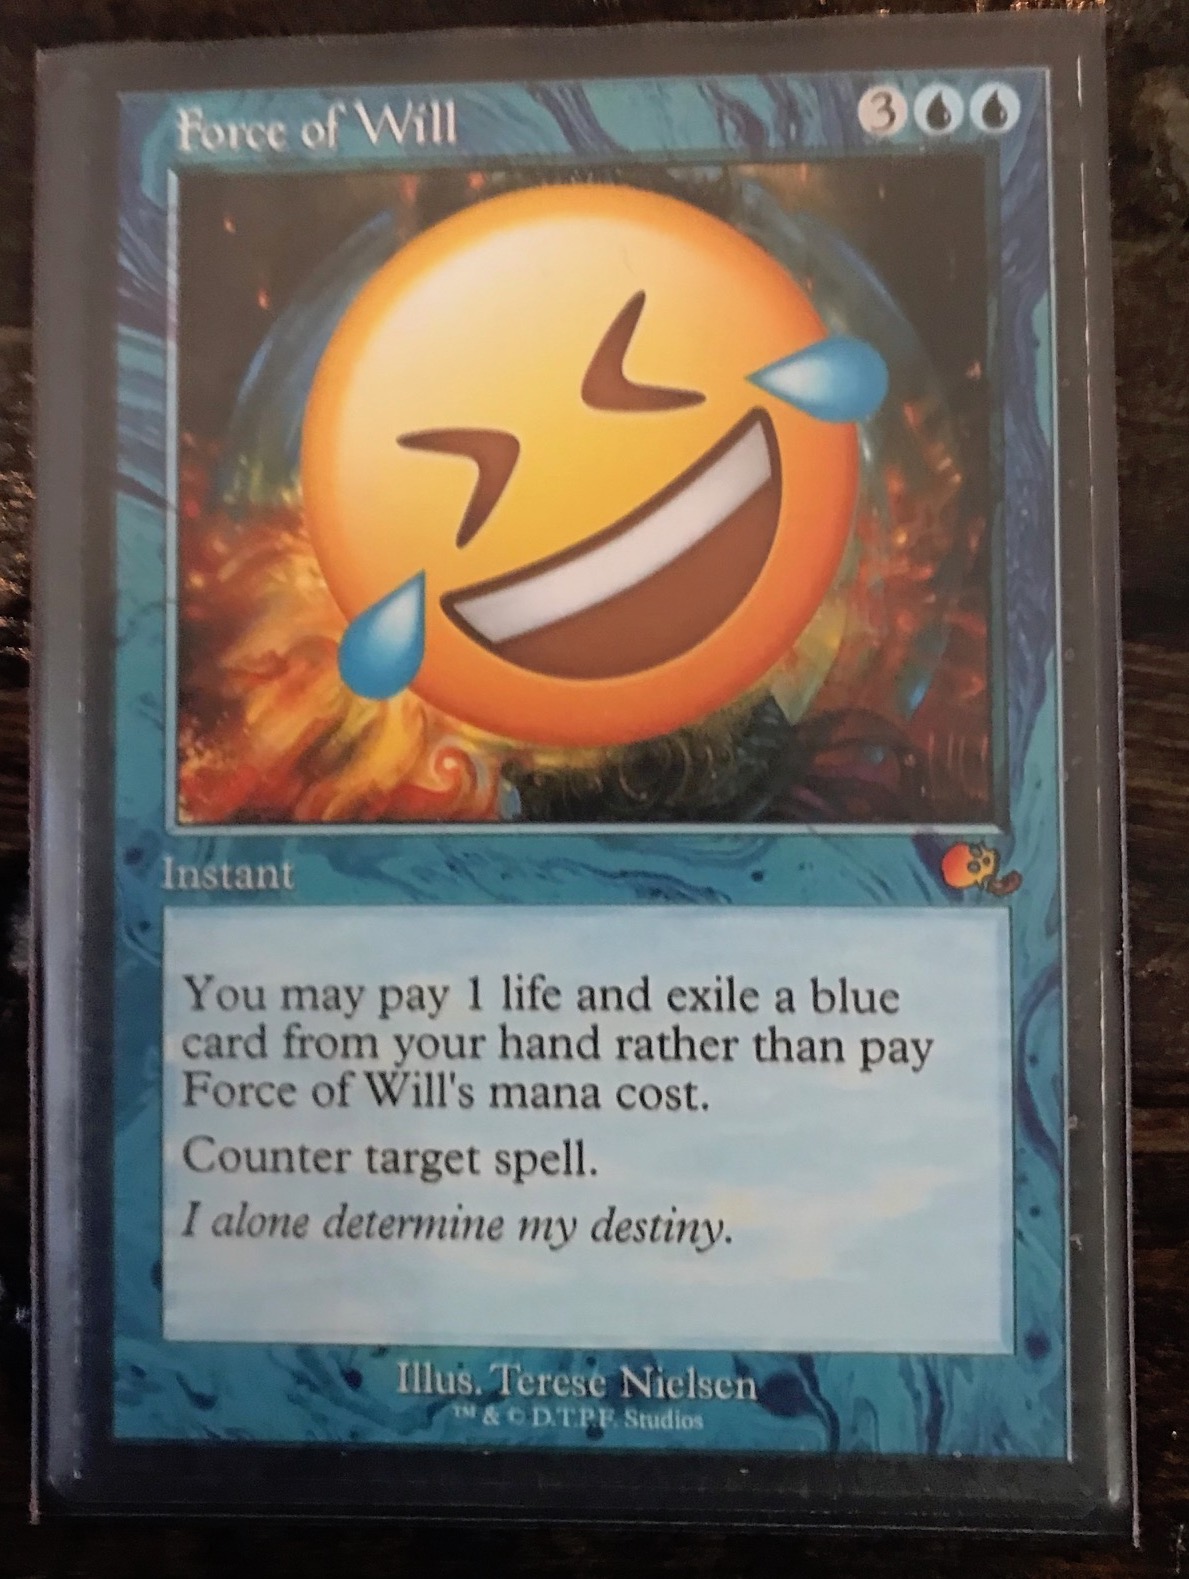 Force of Will 3
Instant
You may pay 1 life and exile a blue
card from your hand rather than pay
Force of Will's mana cost.
Counter target spell.
I alone determine my destiny.
Illus. Terese Nielsen
™ & © D.T.P.F. Studios